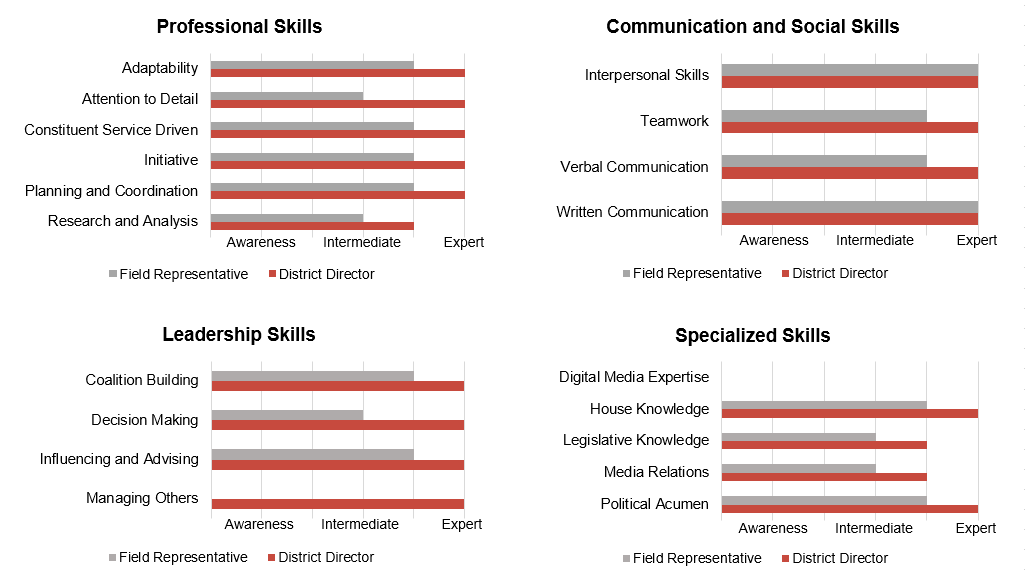 Professional Skills
Adaptability
Attention to Detail
Constituent Service Driven
Initiative
Planning and Coordination
Research and Analysis
Awareness Intermediate Expert
Field Representative District Director
Communication and Social Skills
Interpersonal Skills
Teamwork
Verbal Communication
Written Communication
Awareness Intermediate Expert
Field Representative District Director
Leadership Skills
Coalition Building
Decision Making
Influencing and Advising
Managing Others
Awareness Intermediate Expert
Field Representative District Director
Specialized Skills
Digital Media Expertise
House Knowledge
Legislative Knowledge
Media Relations
Political Acumen
Awareness Intermediate Expert
Field Representative District Director